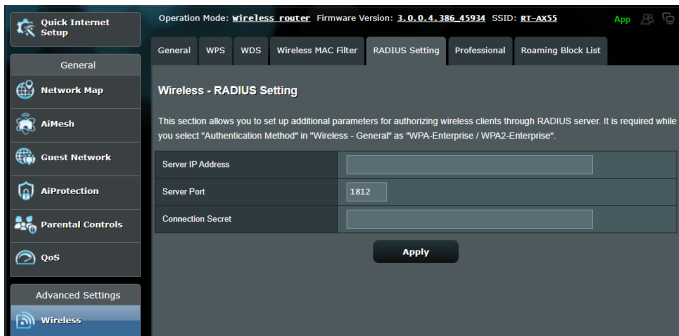 Quick Internet
Setup
Operation Mode: Wireless router Firmware Version: 3.0.0.4.386_45934 SSID: RT-AX55
App
General WPS WDS Wireless MAC Filter RADIUS Setting Professional Roaming Block List
General
Network Map
AiMesh
Guest Network
AiProtection
Parental Controls
QoS
Advanced Settings
Wireless
Wireless - RADIUS Setting
This section allows you to set up additional parameters for authorizing wireless clients through RADIUS server. It is required while
you select "Authentication Method" in "Wireless - General" as "WPA-Enterprise / WPA2-
Enterprise".
Server IP Address
Server Port 1812
Connection Secret
Apply